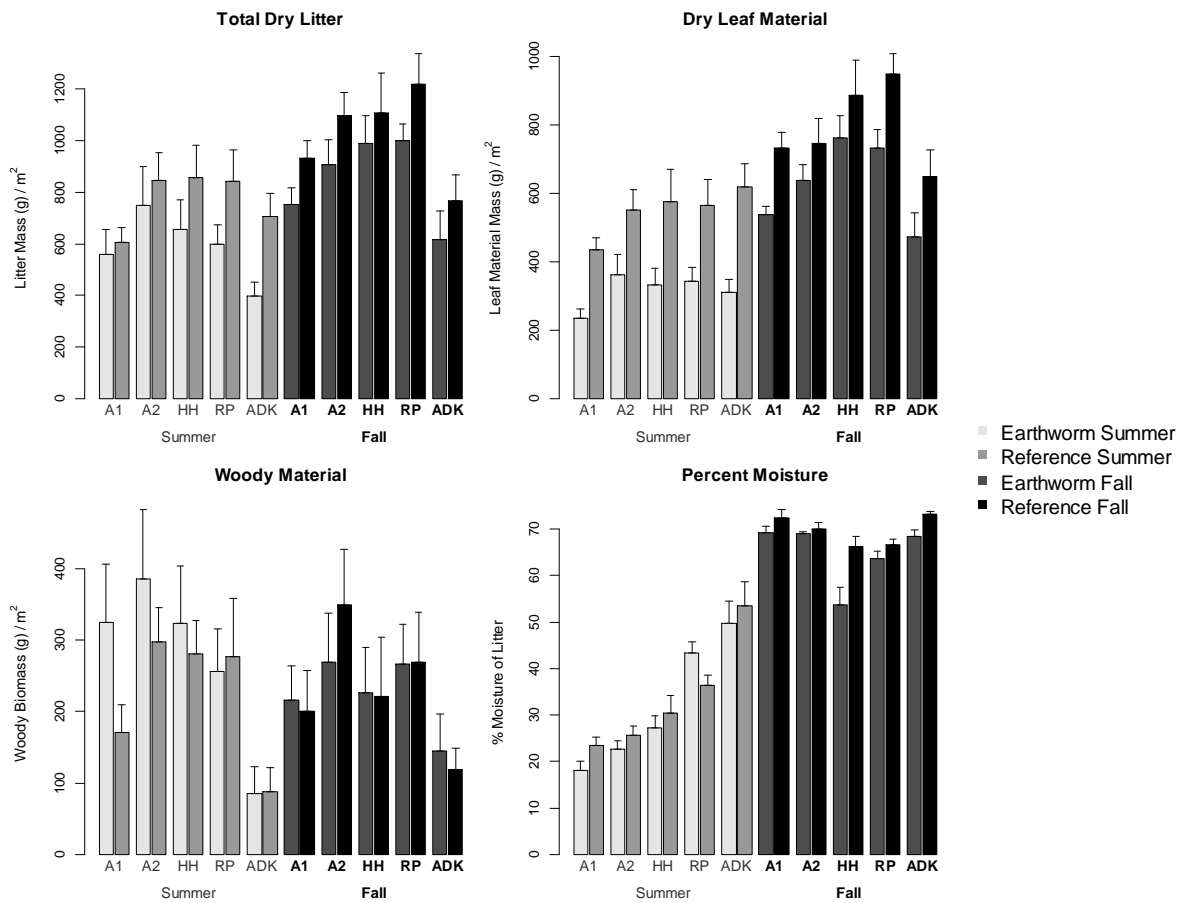 Total Dry Litter
Litter Mass (g) / m²
0 200 400 600 800 1000 1200
A1 A2 HH RP ADK A1 A2 HH RP ADK
Summer Fall
Dry Leaf Material
Leaf Material Mass (g) / m²
0 200 400 600 800 1000
A1 A2 HH RP ADK A1 A2 HH RP ADK
Summer Fall
Earthworm Summer
Reference Summer
Earthworm Fall
Reference Fall
Woody Material
Woody Biomass (g) / m²
0 100 200 300 400
A1 A2 HH RP ADK A1 A2 HH RP ADK
Summer Fall
Percent Moisture
% Moisture of Litter
0 10 20 30 40 50 60 70
A1 A2 HH RP ADK A1 A2 HH RP ADK
Summer Fall